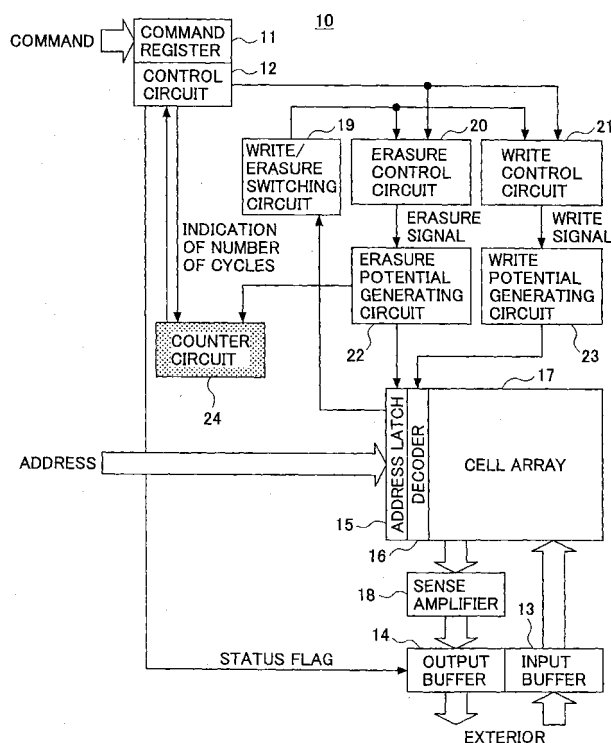 10
COMMAND
COMMAND
REGISTER
11
CONTROL
CIRCUIT
12
19
20
21
WRITE/
ERASURE
SWITCHING
CIRCUIT
ERASURE
CONTROL
CIRCUIT
WRITE
CONTROL
CIRCUIT
INDICATION
OF NUMBER
OF CYCLES
ERASURE
SIGNAL
WRITE
SIGNAL
ERASURE
POTENTIAL
GENERATING
CIRCUIT
WRITE
POTENTIAL
GENERATING
CIRCUIT
COUNTER
CIRCUIT
24
22
23
17
ADDRESS
ADDRESS LATCH
DECODER
CELL ARRAY
15
16
18
SENSE
AMPLIFIER
14
13
STATUS FLAG
OUTPUT
BUFFER
INPUT
BUFFER
EXTERIOR